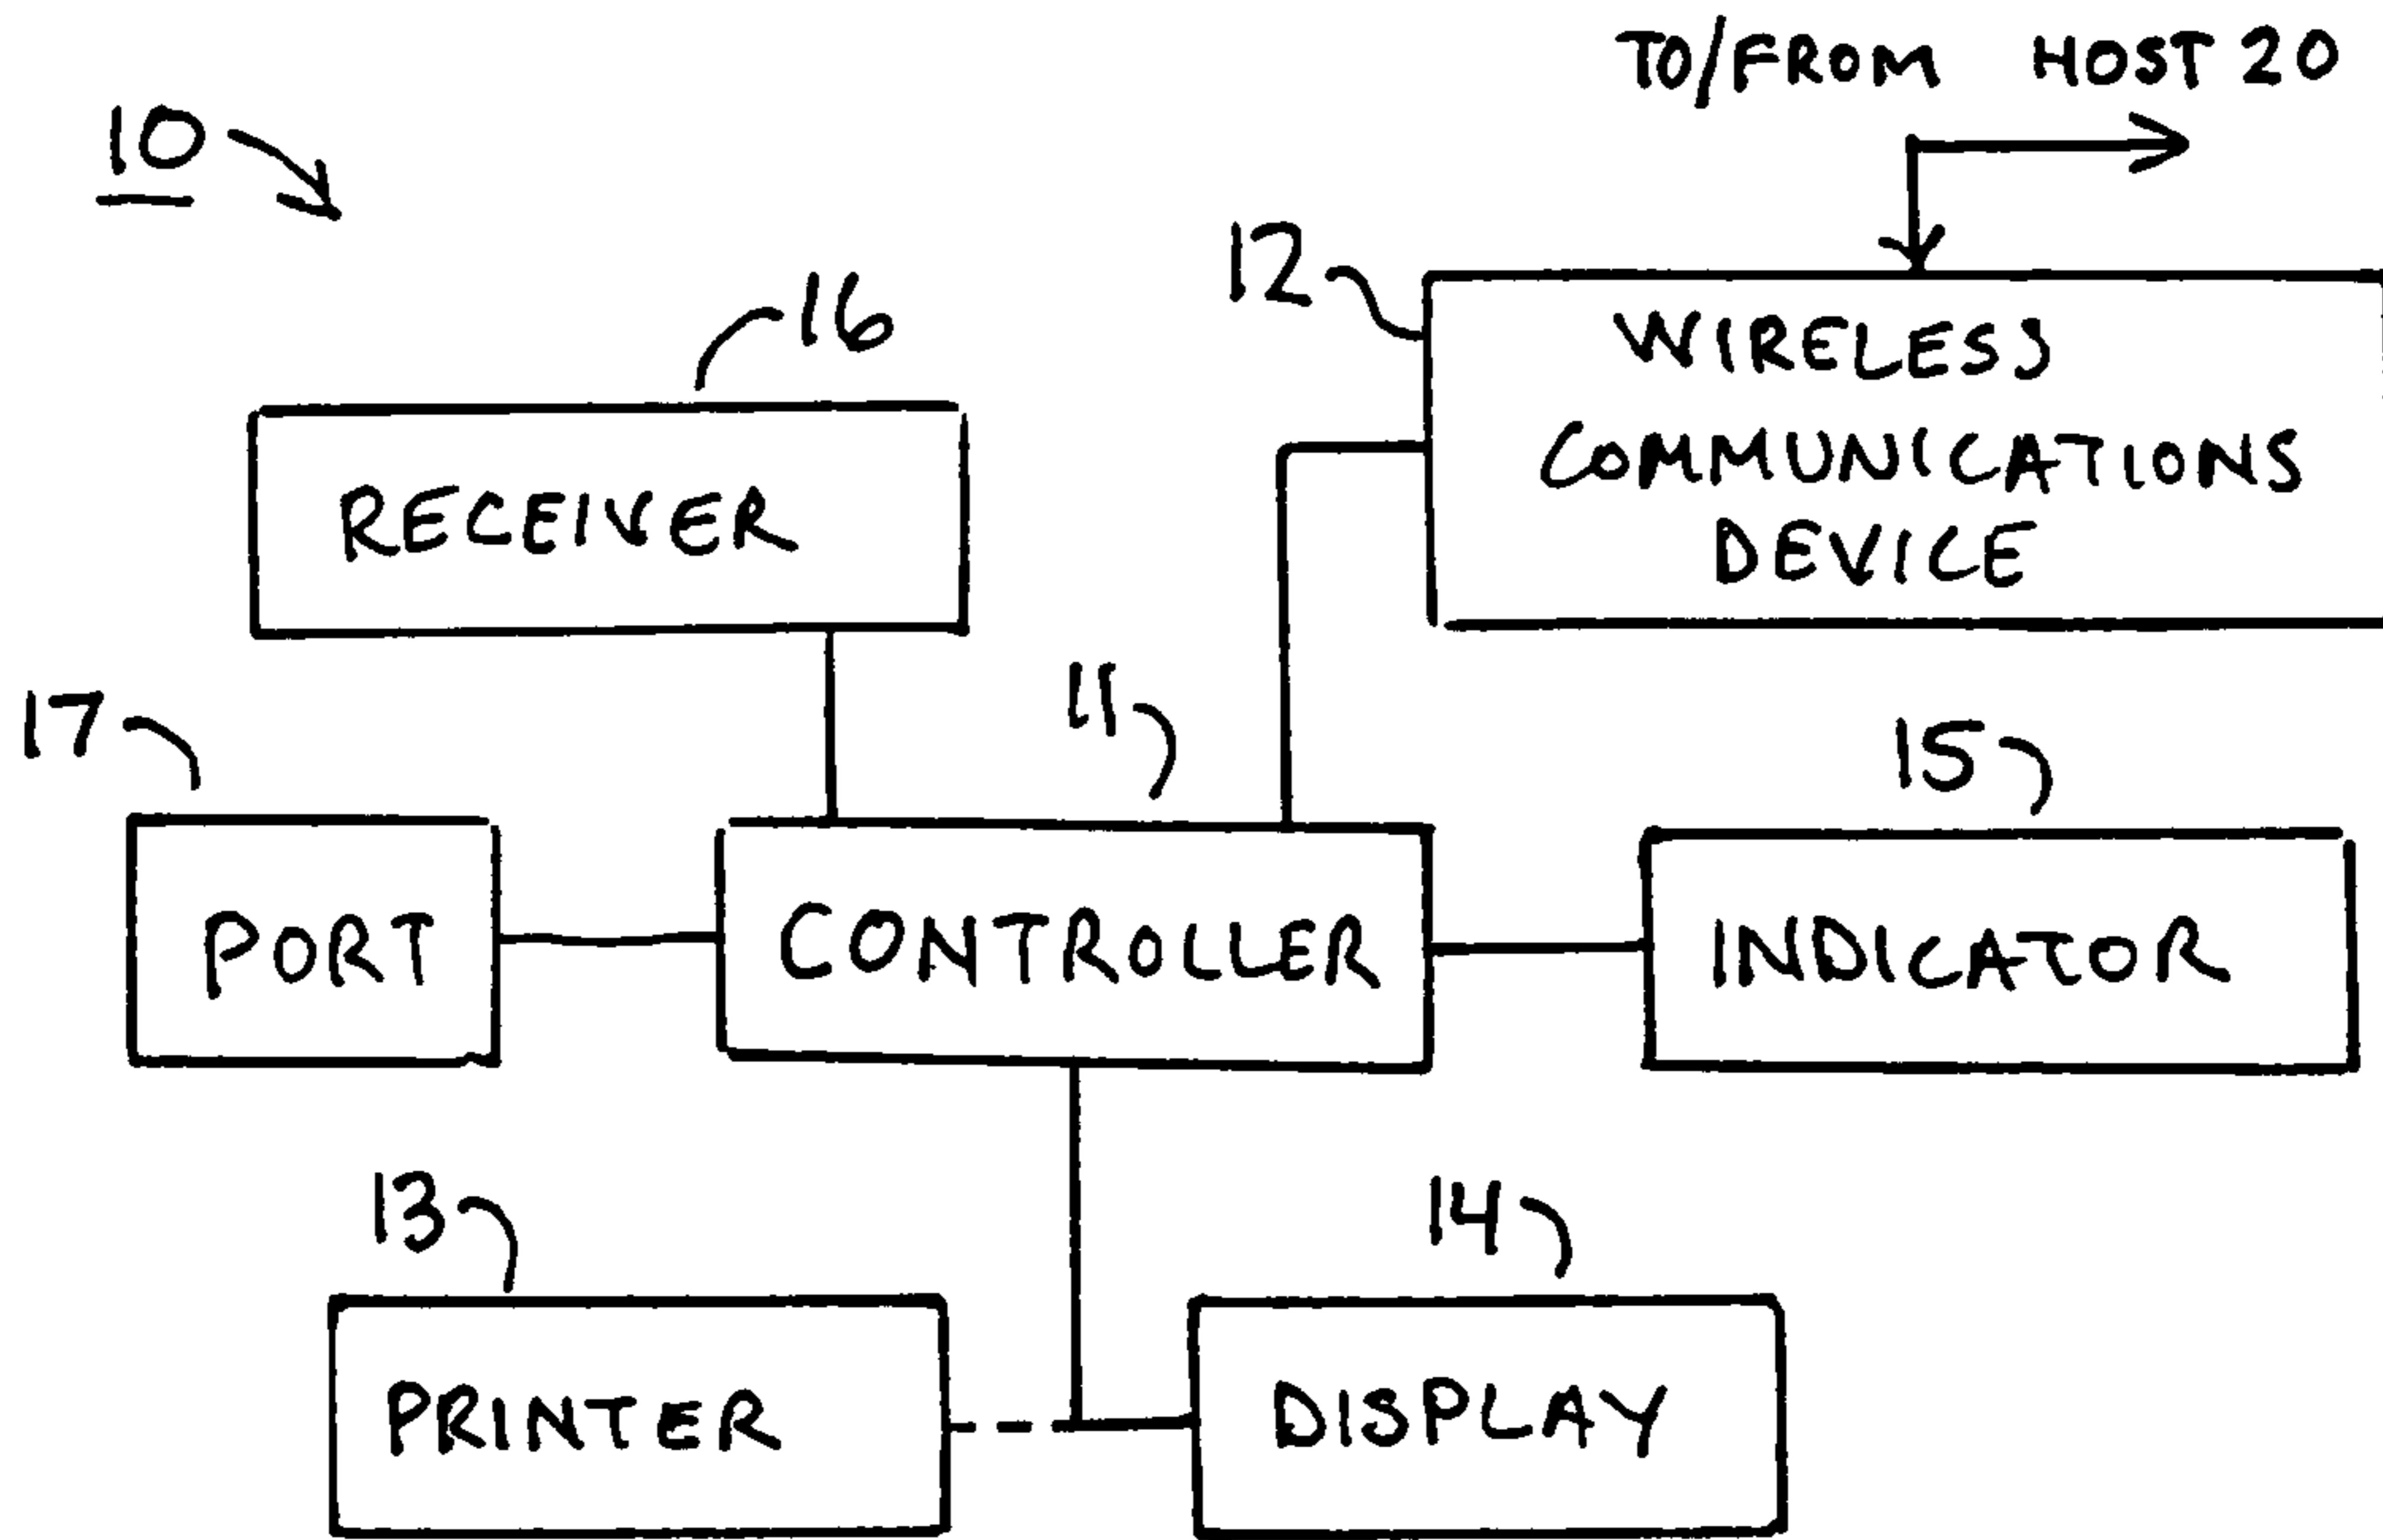 TO/FROM HOST 20
10
12
WIRELESS
COMMUNICATIONS
DEVICE
16
RECEIVER
11
17
15
PORT
CONTROLLER
INDICATOR
13
14
PRINTER
DISPLAY